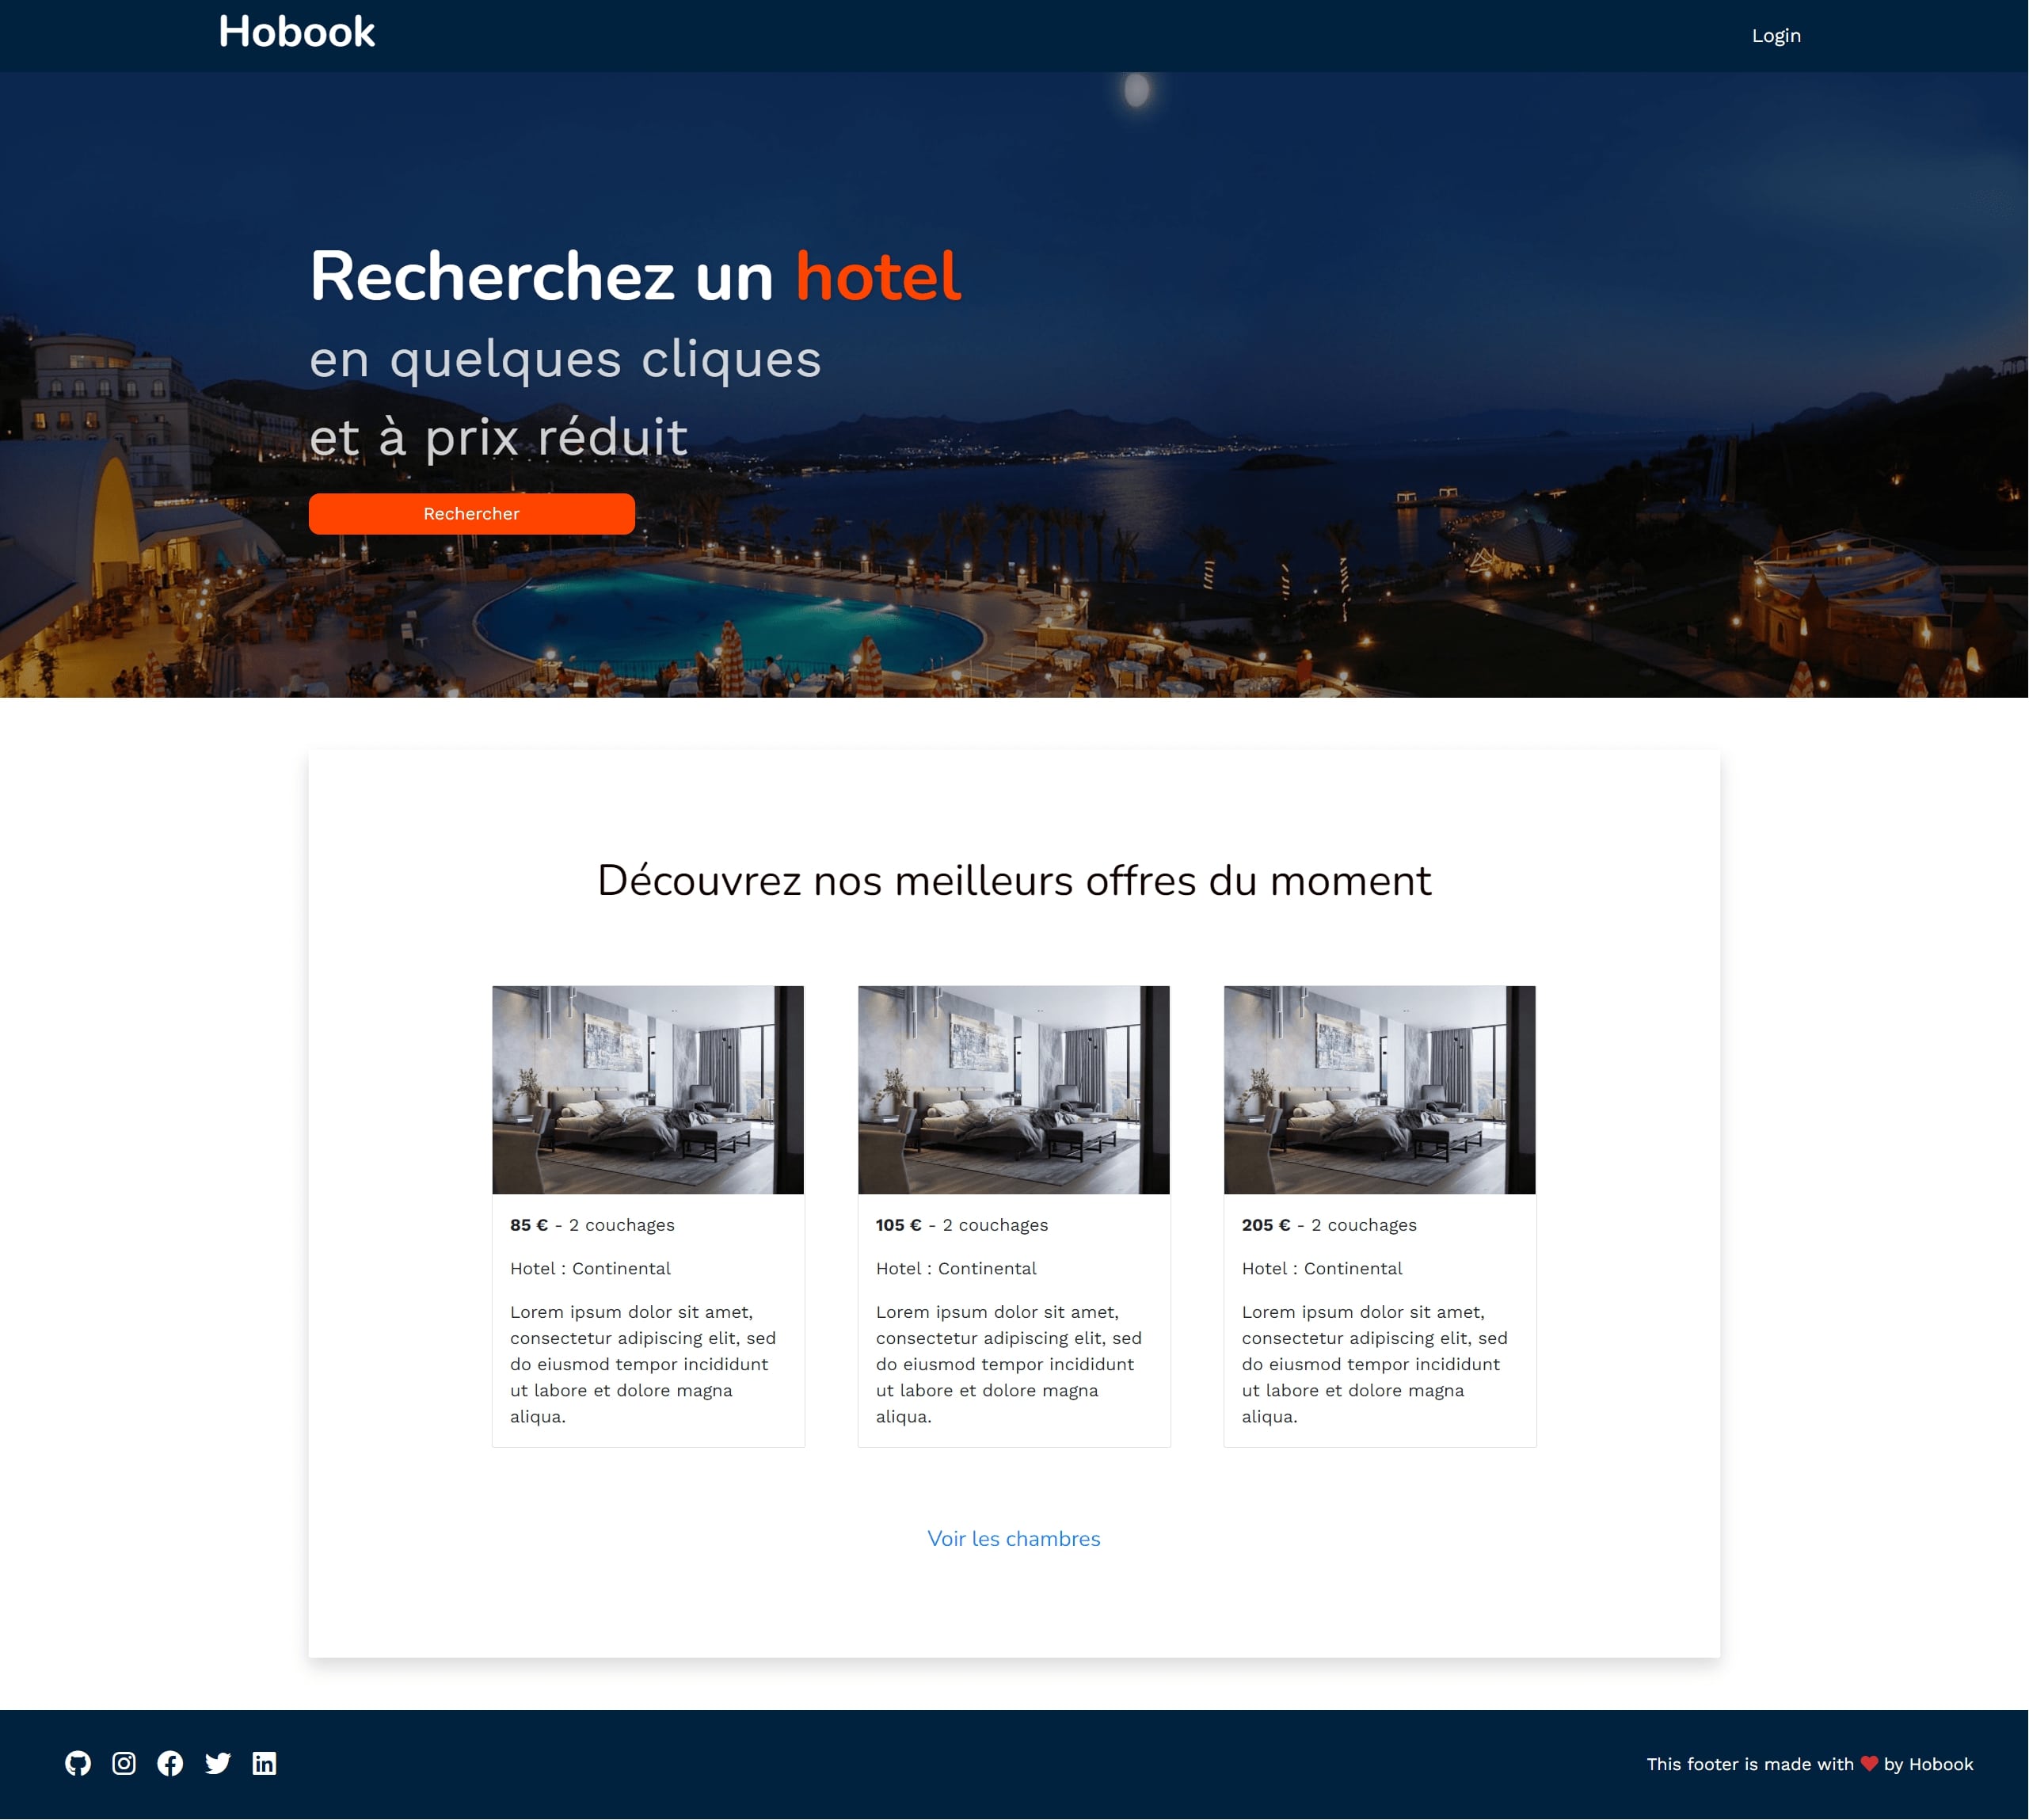 Hobook
Login
Recherchez un hotel
en quelques cliques
et à prix réduit
Rechercher
Découvrez nos meilleurs offres du moment
85 € - 2 couchages
Hotel : Continental
Lorem ipsum dolor sit amet,
consectetur adipiscing elit, sed
do eiusmod tempor incididunt
ut labore et dolore magna
aliqua.
105 € - 2 couchages
Hotel : Continental
Lorem ipsum dolor sit amet,
consectetur adipiscing elit, sed
do eiusmod tempor incididunt
ut labore et dolore magna
aliqua.
205 € - 2 couchages
Hotel : Continental
Lorem ipsum dolor sit amet,
consectetur adipiscing elit, sed
do eiusmod tempor incididunt
ut labore et dolore magna
aliqua.
Voir les chambres
This footer is made with ❤ by Hobook